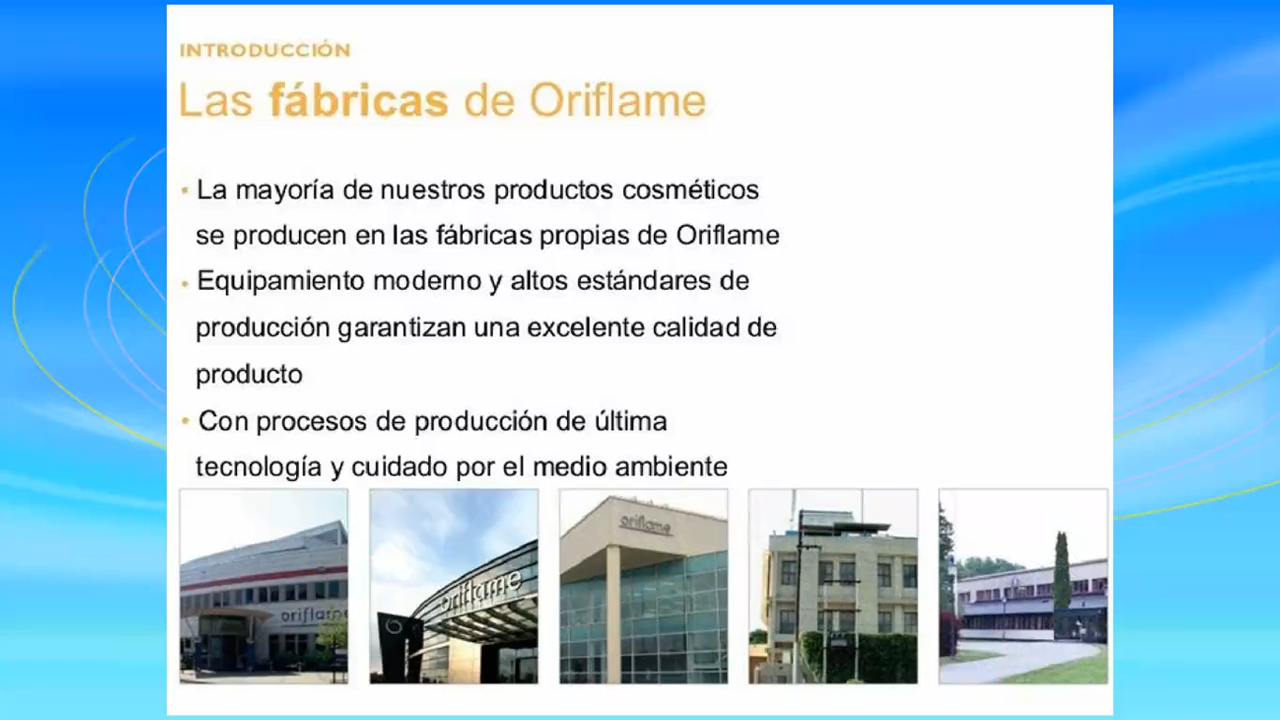 INTRODUCCIÓN
Las fábricas de Oriflame
• La mayoría de nuestros productos cosméticos
se producen en las fábricas propias de Oriflame
• Equipamiento moderno y altos estándares de
producción garantizan una excelente calidad de
producto
• Con procesos de producción de última
tecnología y cuidado por el medio ambiente
oriflame
oriflame
oriflame